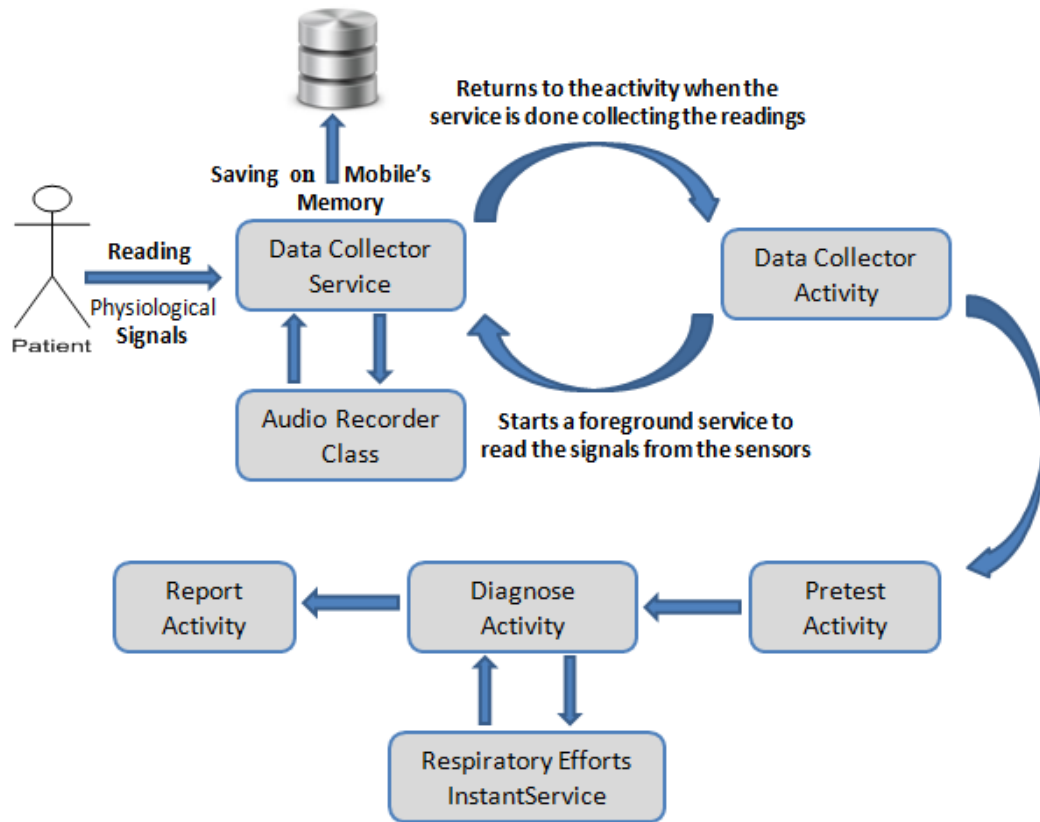 Returns to the activity when the
service is done collecting the readings
Saving on Mobile's
Memory
Reading
Physiological
Signals
Patient
Data Collector
Service
Data Collector
Activity
Audio Recorder
Class
Starts a foreground service to
read the signals from the sensors
Report
Activity
Diagnose
Activity
Pretest
Activity
Respiratory Efforts
InstantService